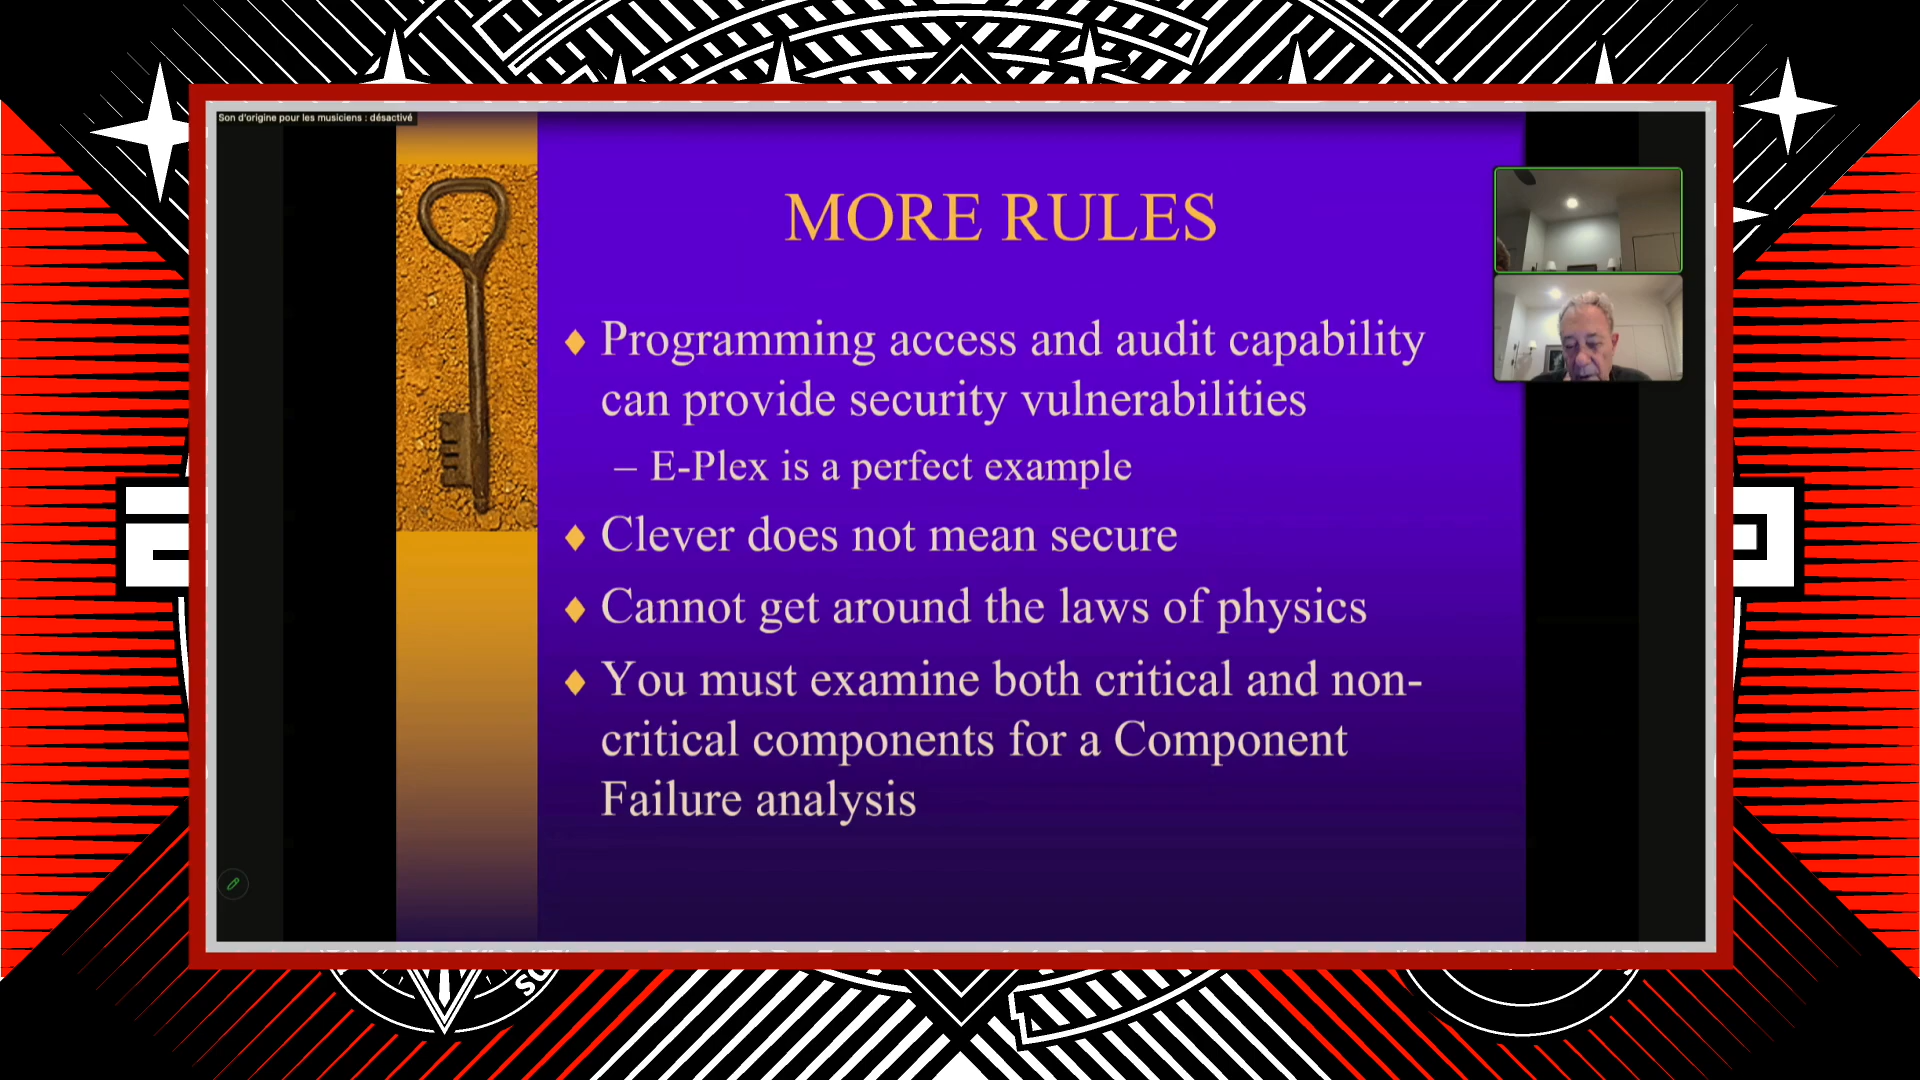 Son d'origine pour les musiciens : désactivé
MORE RULES
Programming access and audit capability
can provide security vulnerabilities
– E-Plex is a perfect example
Clever does not mean secure
Cannot get around the laws of physics
You must examine both critical and non-
critical components for a Component
Failure analysis